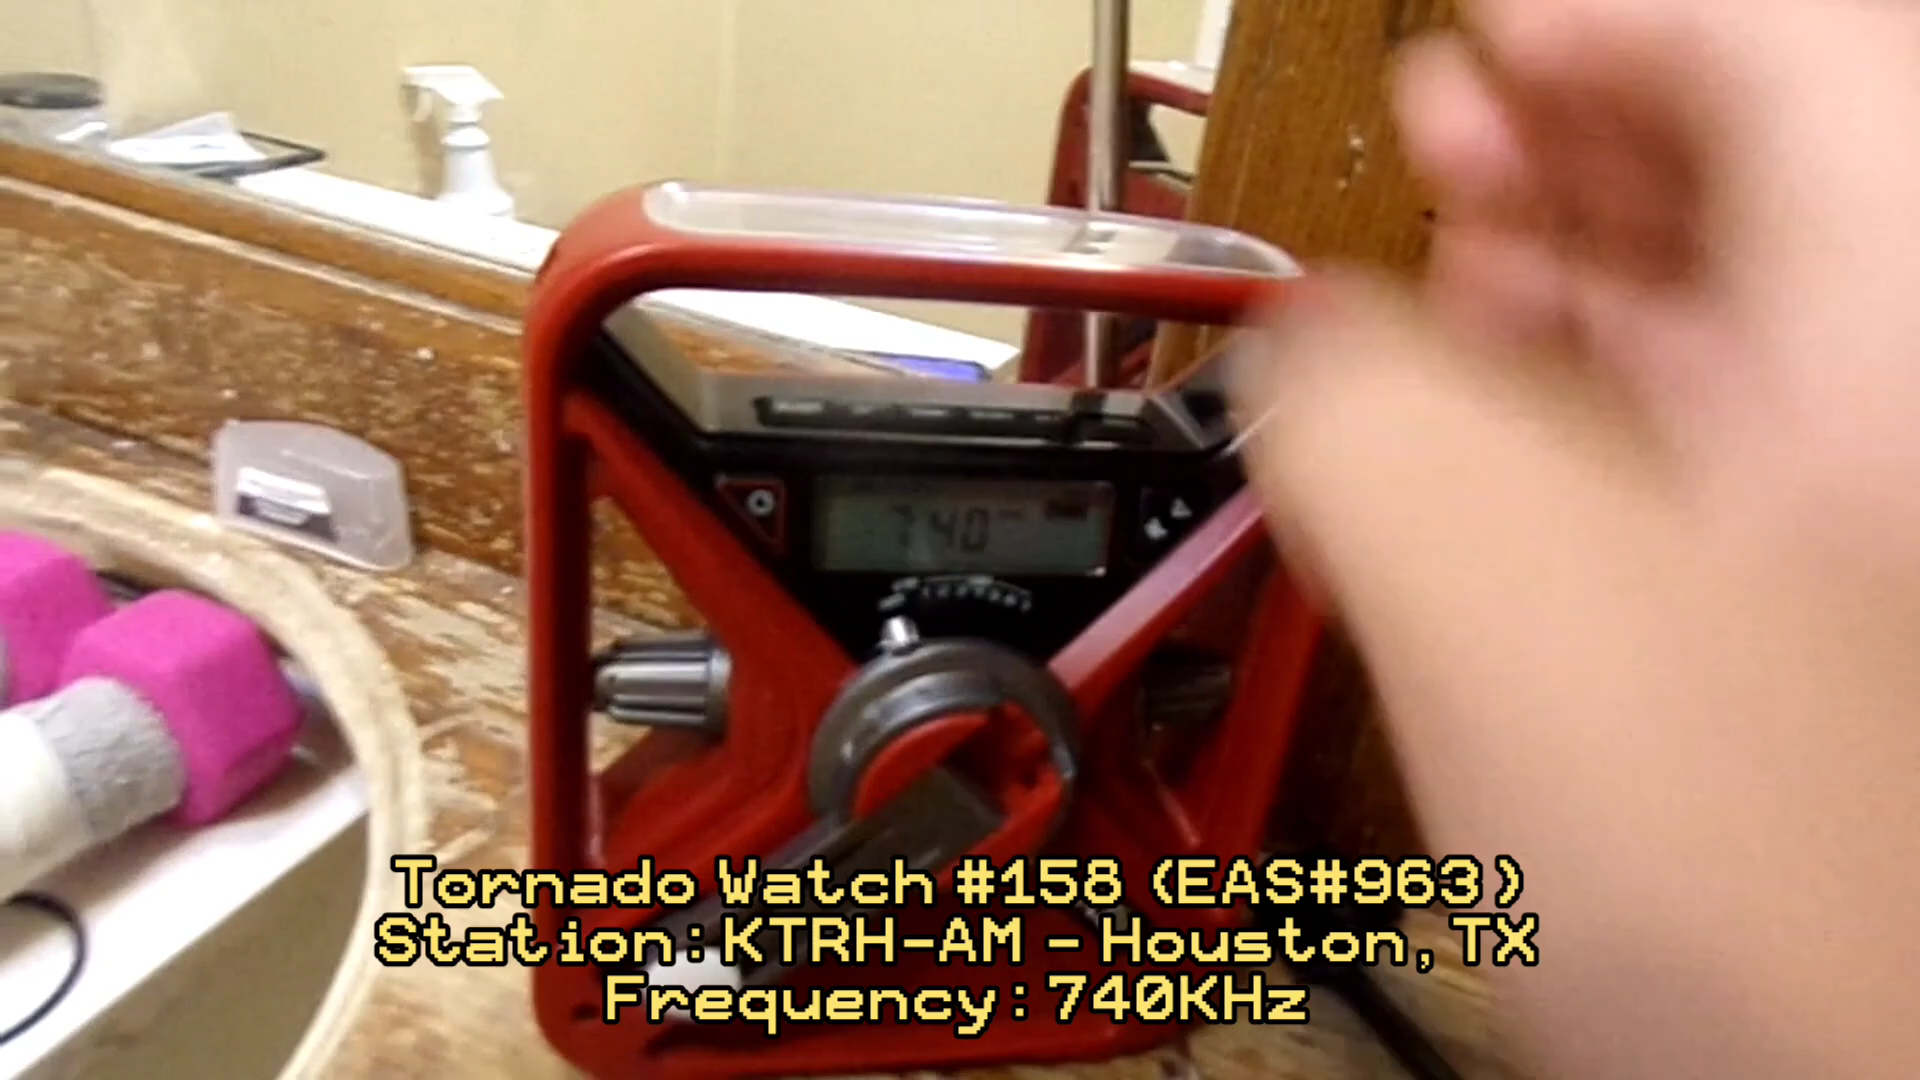 740
Tornado Watch #158 (EAS#963)
Station:KTRH-AM - Houston,TX
Frequency:740KHz